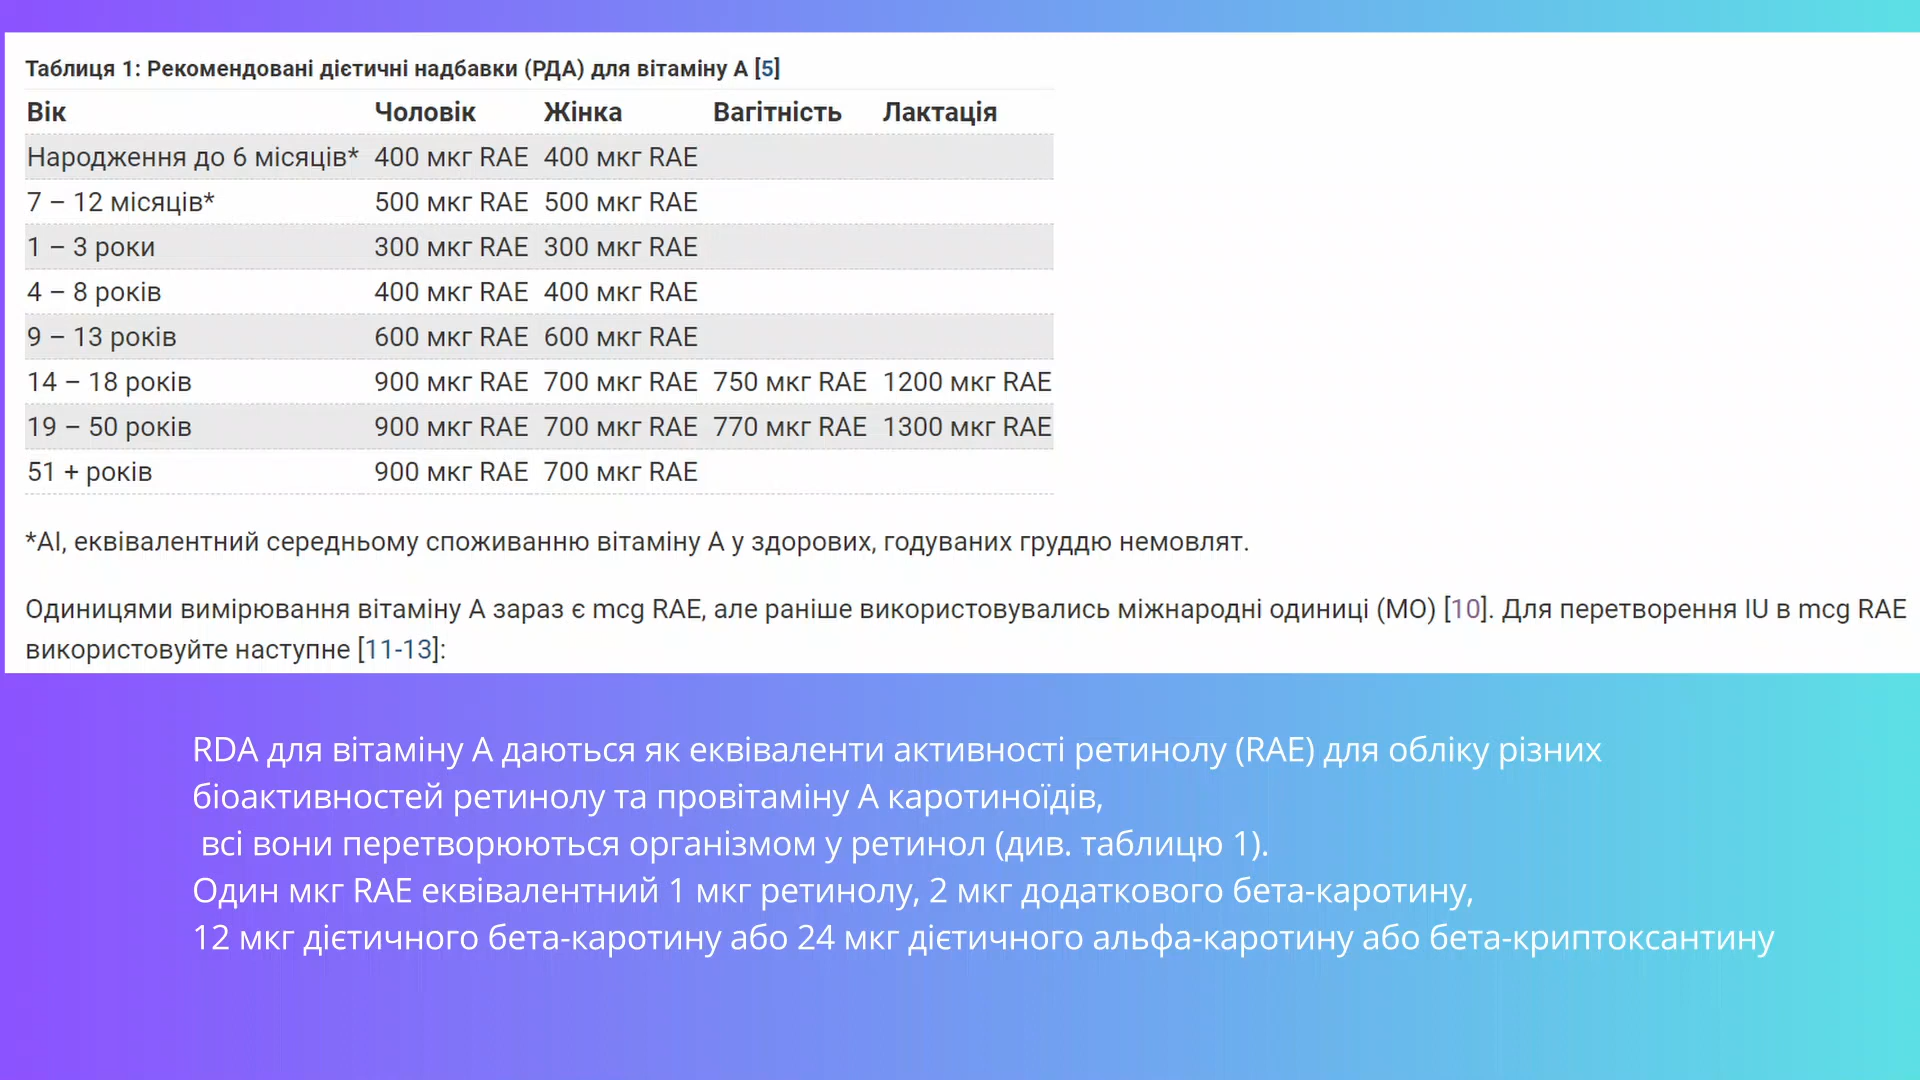 Таблиця 1: Рекомендовані дієтичні надбавки (РДА) для вітаміну А [5]
Вік Чоловік Жінка Вагітність Лактація
Народження до 6 місяців* 400 мкг RAE 400 мкг RAE
7 – 12 місяців* 500 мкг RAE 500 мкг RAE
1 – 3 роки 300 мкг RAE 300 мкг RAE
4 – 8 років 400 мкг RAE 400 мкг RAE
9 – 13 років 600 мкг RAE 600 мкг RAE
14 – 18 років 900 мкг RAE 700 мкг RAE 750 мкг RAE 1200 мкг RAE
19 – 50 років 900 мкг RAE 700 мкг RAE 770 мкг RAE 1300 мкг RAE
51 + років 900 мкг RAE 700 мкг RAE
*AI, еквівалентний середньому споживанню вітаміну А у здорових, годуваних груддю немовлят.
Одиницями вимірювання вітаміну А зараз є mcg RAE, але раніше використовувались міжнародні одиниці (МО) [10]. Для перетворення IU в mcg RAE
використовуйте наступне [11-13]:
RDA для вітаміну А даються як еквіваленти активності ретинолу (RAE) для обліку різних
біоактивностей ретинолу та провітаміну А каротиноїдів,
всі вони перетворюються організмом у ретинол (див. таблицю 1).
Один мкг RAE еквівалентний 1 мкг ретинолу, 2 мкг додаткового бета-каротину,
12 мкг дієтичного бета-каротину або 24 мкг дієтичного альфа-каротину або бета-криптоксантину